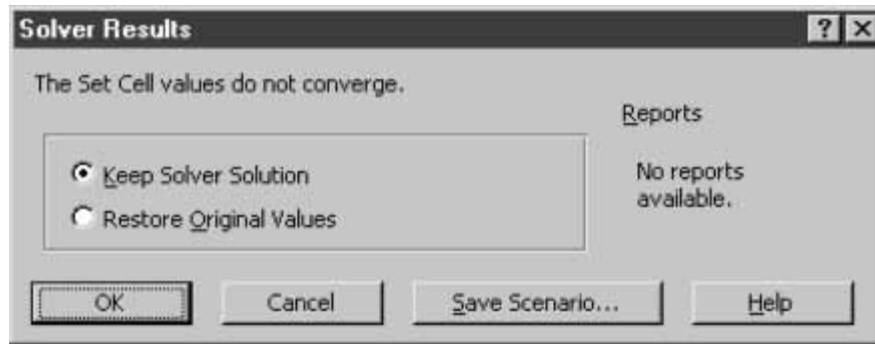 Solver Results
The Set Cell values do not converge.
Reports
Keep Solver Solution
Restore Original Values
No reports
available.
OK
Cancel
Save Scenario...
Help